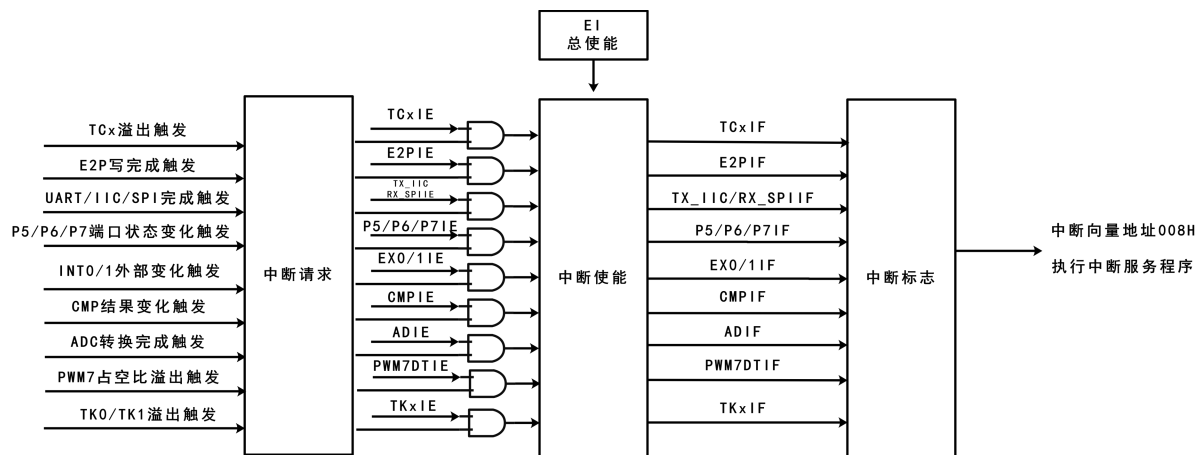 EI
总使能
TCx溢出触发
E2P写完成触发
UART/IIC/SPI完成触发
P5/P6/P7端口状态变化触发
INT0/1外部变化触发
CMP结果变化触发
ADC转换完成触发
PWM7占空比溢出触发
TK0/TK1溢出触发
中断请求
TCxIE
E2PIE
TX_IIC
RX_SPIIE
P5/P6/P7IE
EX0/1IE
CMPIE
ADIE
PWM7DTIE
TKxIE
中断使能
TCxIF
E2PIF
TX_IIC/RX_SPIIF
P5/P6/P7IF
EX0/1IF
CMPIF
ADIF
PWM7DTIF
TKxIF
中断标志
中断向量地址008H
执行中断服务程序